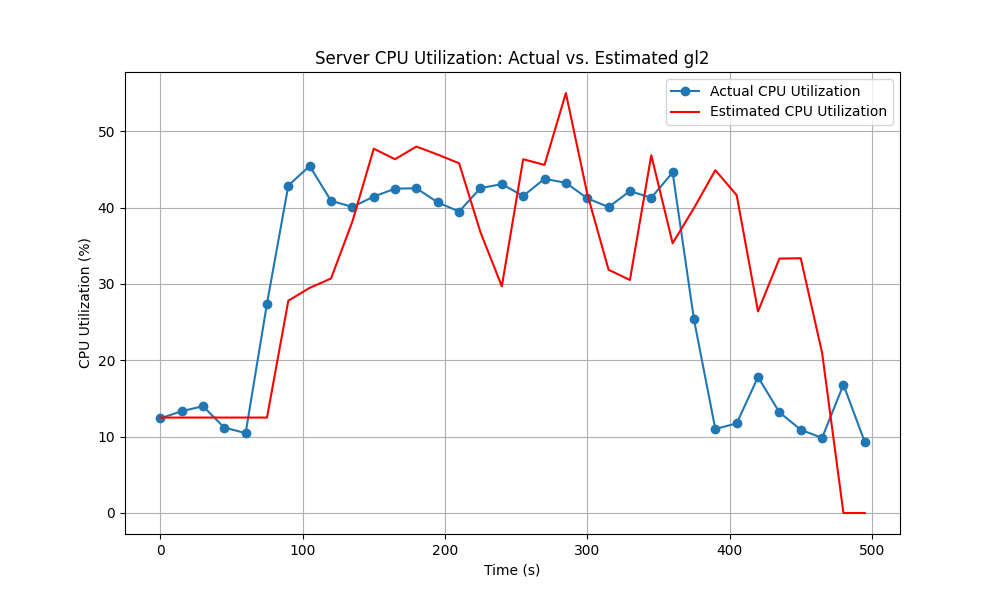 Server CPU Utilization: Actual vs. Estimated gl2
Actual CPU Utilization
Estimated CPU Utilization
CPU Utilization (%)
50
40
30
20
10
0
0 100 200 300 400 500
Time (s)